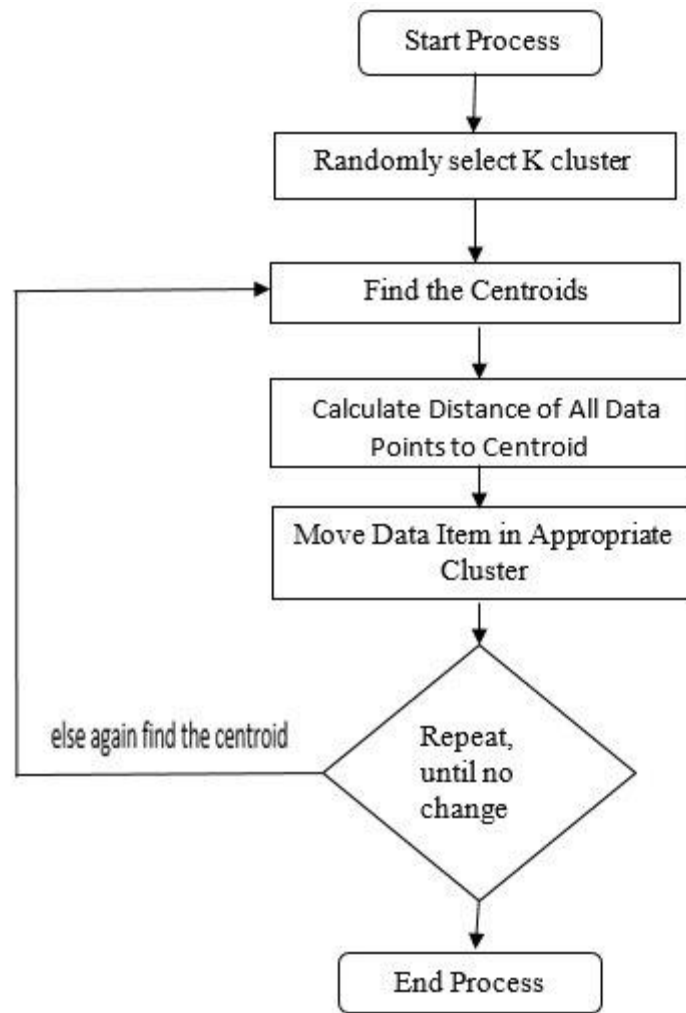 Start Process
Randomly select K cluster
Find the Centroids
Calculate Distance of All Data
Points to Centroid
Move Data Item in Appropriate
Cluster
else again find the centroid
Repeat,
until no
change
End Process